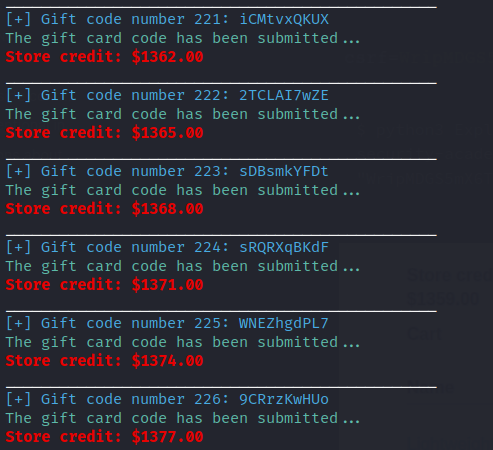 [+] Gift code number 221: iCMtvxQKUX
The gift card code has been submitted...
Store credit: $1362.00
[+] Gift code number 222: 2TCLAI7wZE
The gift card code has been submitted...
Store credit: $1365.00
[+] Gift code number 223: sDBsmkYFDt
The gift card code has been submitted...
Store credit: $1368.00
[+] Gift code number 224: sRQRXqBKdF
The gift card code has been submitted...
Store credit: $1371.00
[+] Gift code number 225: WNEZhgdPL7
The gift card code has been submitted...
Store credit: $1374.00
[+] Gift code number 226: 9CRrzKwHUo
The gift card code has been submitted...
Store credit: $1377.00